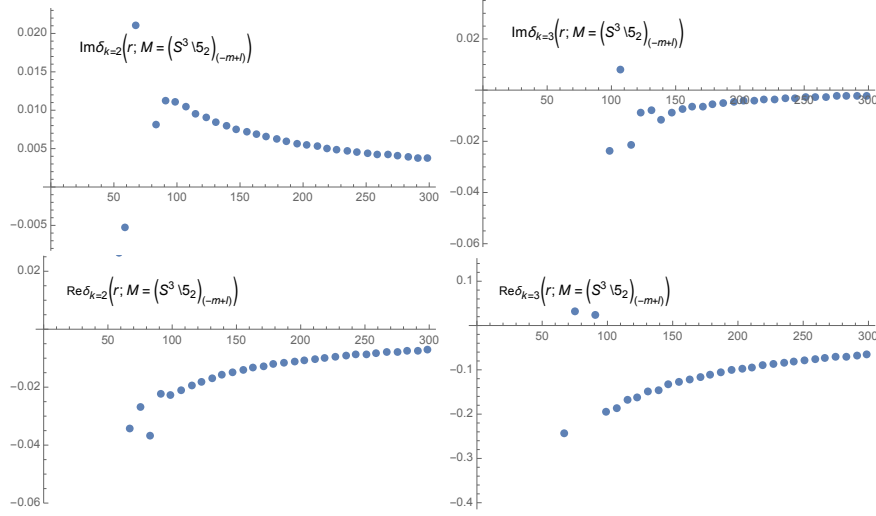 0.020
Imδ_{k=2}(r; M = (S^3 \5_2)_{(-m+l)})
0.015
0.010
0.005
50 100 150 200 250 300
-0.005
0.02
Imδ_{k=3}(r; M = (S^3 \5_2)_{(-m+l)})
50 100 150 200 250 300
-0.02
-0.04
-0.06
0.02
Reδ_{k=2}(r; M = (S^3 \5_2)_{(-m+l)})
50 100 150 200 250 300
-0.02
-0.04
-0.06
0.1
Reδ_{k=3}(r; M = (S^3 \5_2)_{(-m+l)})
50 100 150 200 250 300
-0.1
-0.2
-0.3
-0.4